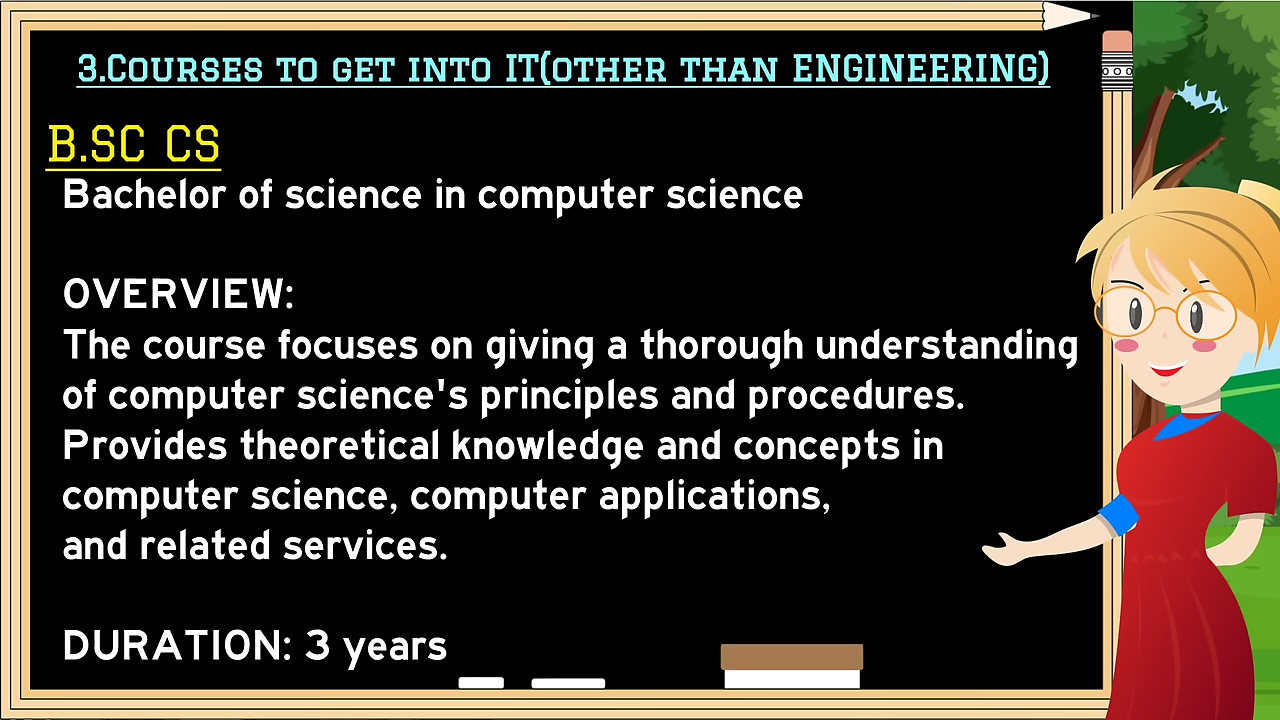 3.Courses to get into IT(other than ENGINEERING)
B.SC CS
Bachelor of science in computer science
OVERVIEW:
The course focuses on giving a thorough understanding
of computer science's principles and procedures.
Provides theoretical knowledge and concepts in
computer science, computer applications,
and related services.
DURATION: 3 years